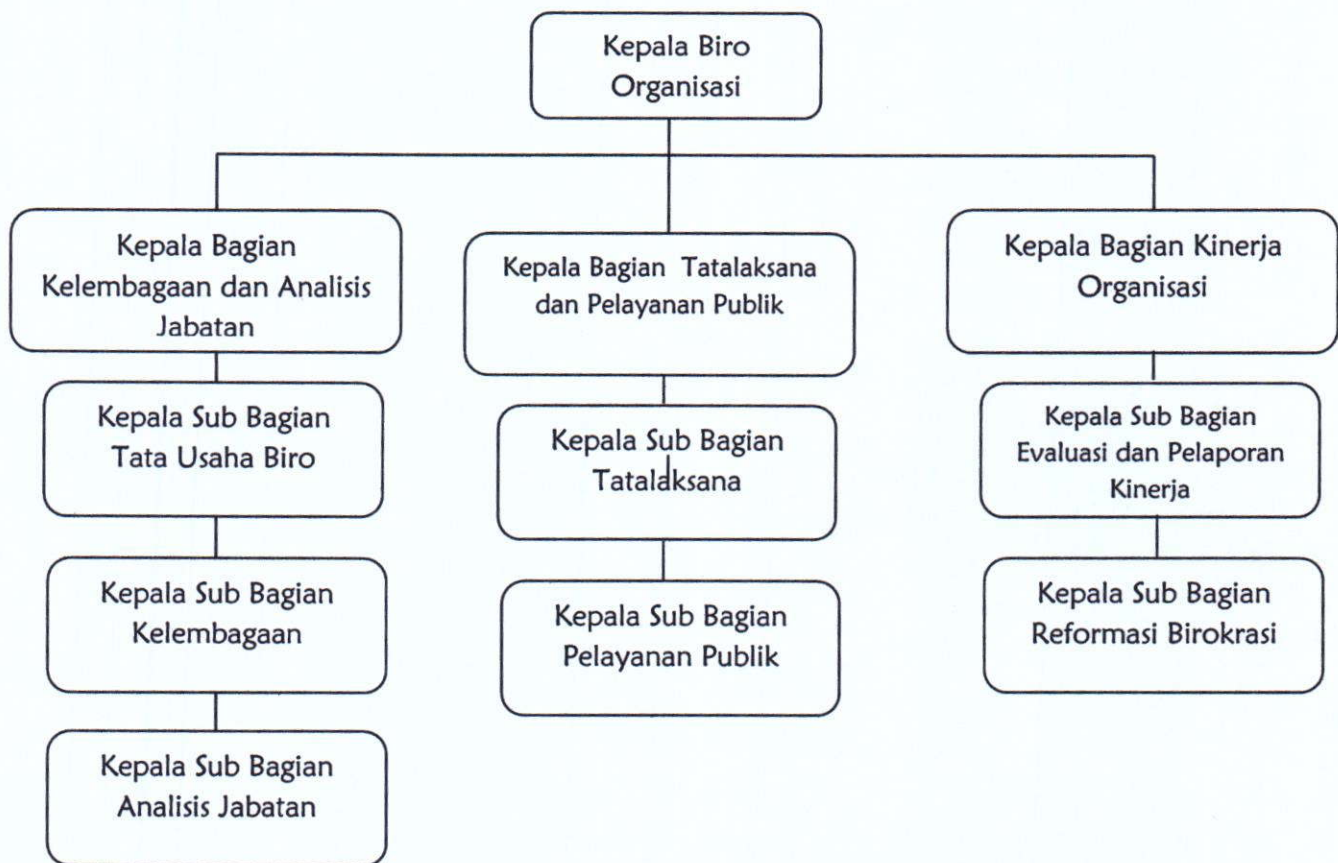 Kepala Biro
Organisasi
Kepala Bagian
Kelembagaan dan Analisis
Jabatan
Kepala Sub Bagian
Tata Usaha Biro
Kepala Sub Bagian
Kelembagaan
Kepala Sub Bagian
Analisis Jabatan
Kepala Bagian Tatalaksana
dan Pelayanan Publik
Kepala Sub Bagian
Tatalaksana
Kepala Sub Bagian
Pelayanan Publik
Kepala Bagian Kinerja
Organisasi
Kepala Sub Bagian
Evaluasi dan Pelaporan
Kinerja
Kepala Sub Bagian
Reformasi Birokrasi